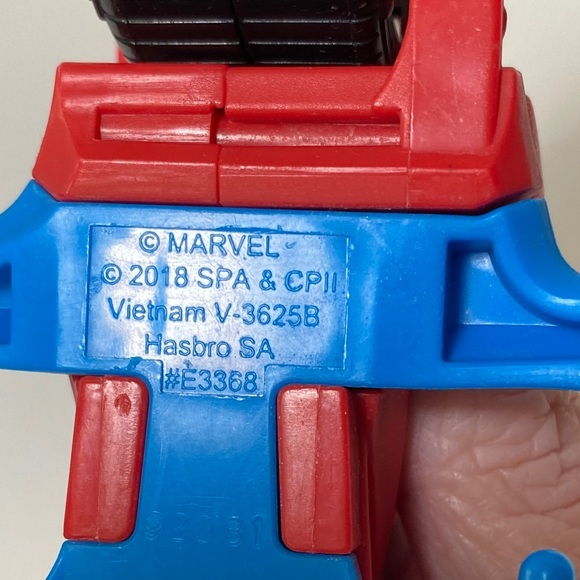 © MARVEL
© 2018 SPA & CPII
Vietnam V-3625B
Hasbro SA
#E3368